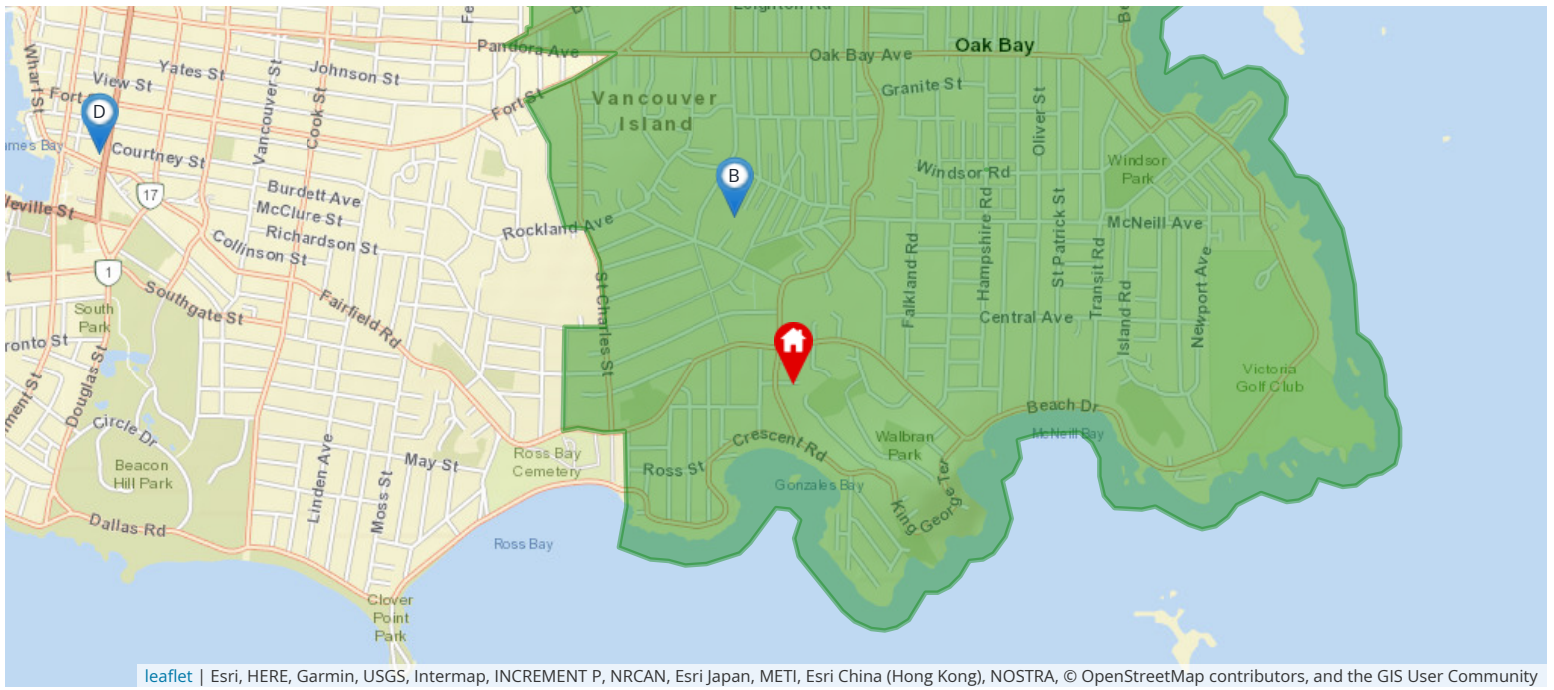 Leighton Rd
Pandora Ave
Oak Bay Ave
Oak Bay
Wharf St
Yates St
Johnson St
View St
Fort St
Granite St
Vancouver
Island
D
Vancouver St
Cook St
Oliver St
Courtney St
Windsor Rd
Windsor
Park
B
17
Burdett Ave
McClure St
Richardson St
Rockland Ave
Collinson St
McNeill Ave
Falkland Rd
Hampshire Rd
St Patrick St
Transit Rd
Island Rd
Newport Ave
1
Southgate St
St Charles St
South
Park
Fairfield Rd
Central Ave
Douglas St
Victoria
Golf Club
Beach Dr
McNeill Bay
Circle Dr
Beacon
Hill Park
Linden Ave
Moss St
May St
Ross Bay
Cemetery
Ross St
Crescent Rd
Walbran
Park
Gonzales Bay
King George Ter
Dallas Rd
Ross Bay
Clover
Point
Park
leaflet | Esri, HERE, Garmin, USGS, Intermap, INCREMENT P, NRCAN, Esri Japan, METI, Esri China (Hong Kong), NOSTRA, © OpenStreetMap contributors, and the GIS User Community